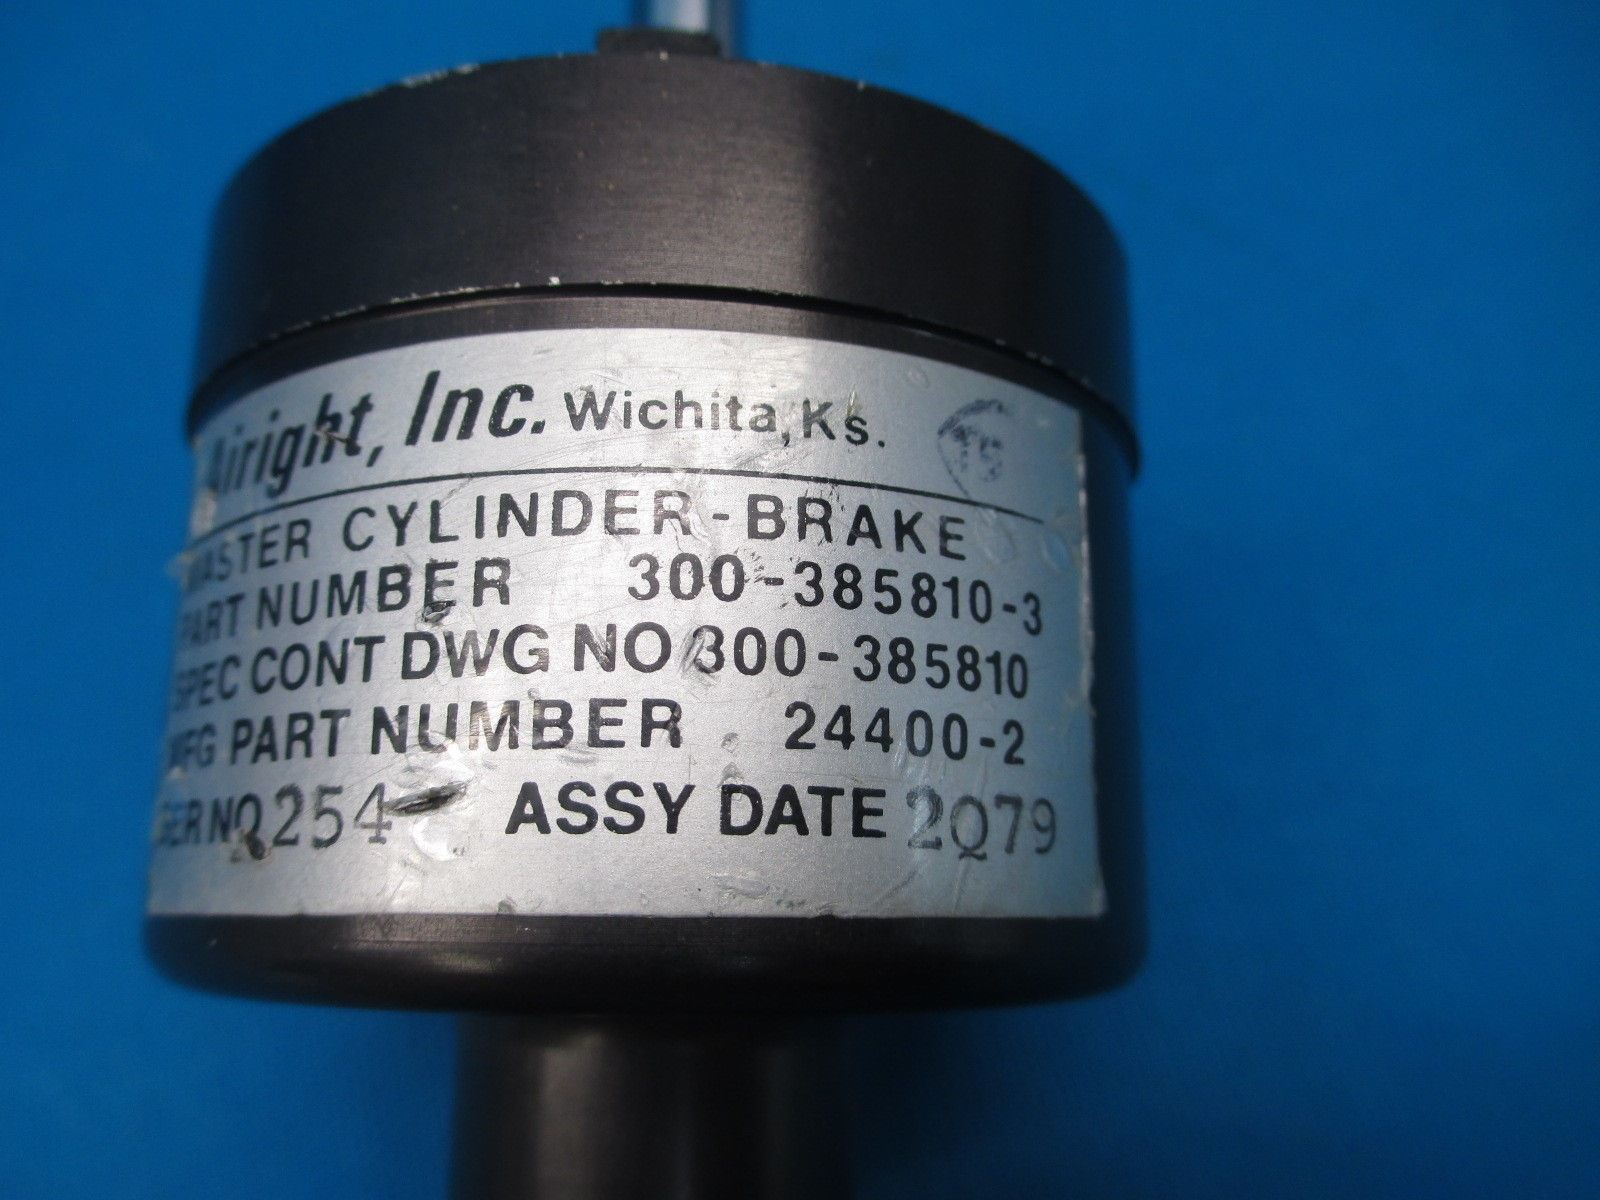 Airight, Inc. Wichita, Ks.
MASTER CYLINDER-BRAKE
PART NUMBER 300-385810-3
SPEC CONT DWG NO 300-385810
MFG PART NUMBER 24400-2
SER NO 254 ASSY DATE 2Q79